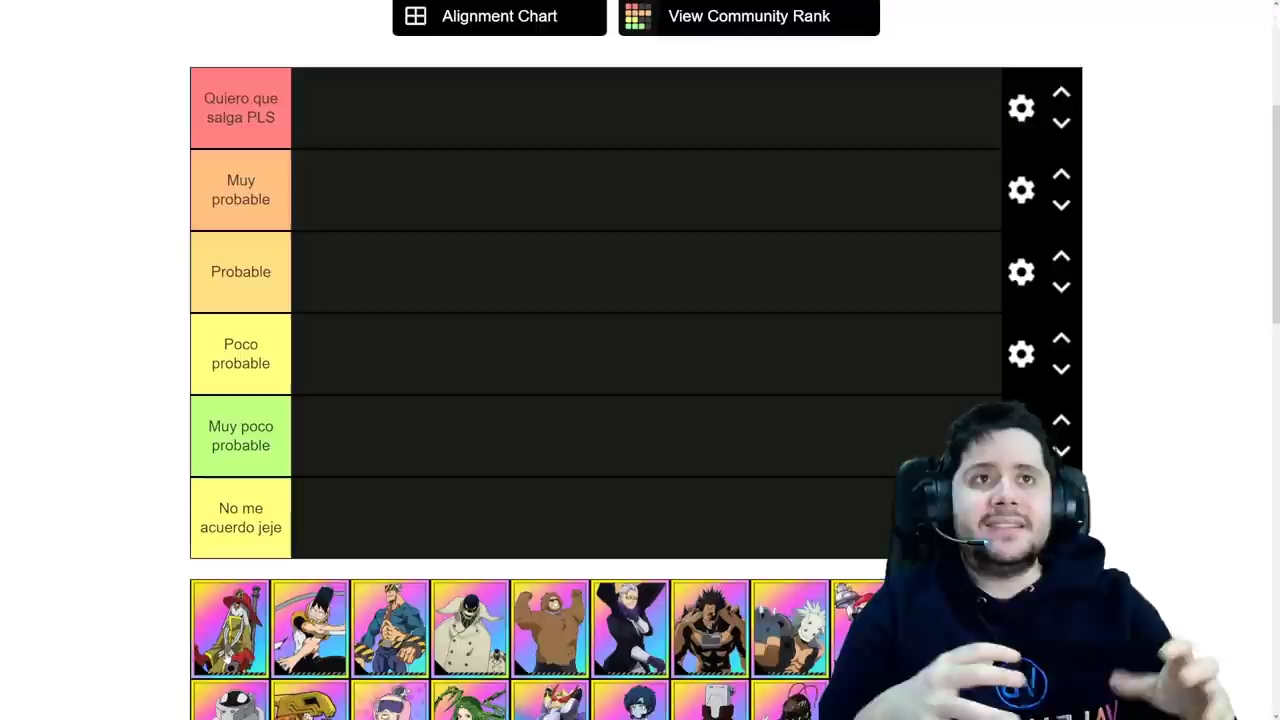 Alignment Chart
View Community Rank
Quiero que
salga PLS
Muy
probable
Probable
Poco
probable
Muy poco
probable
No me
acuerdo jeje